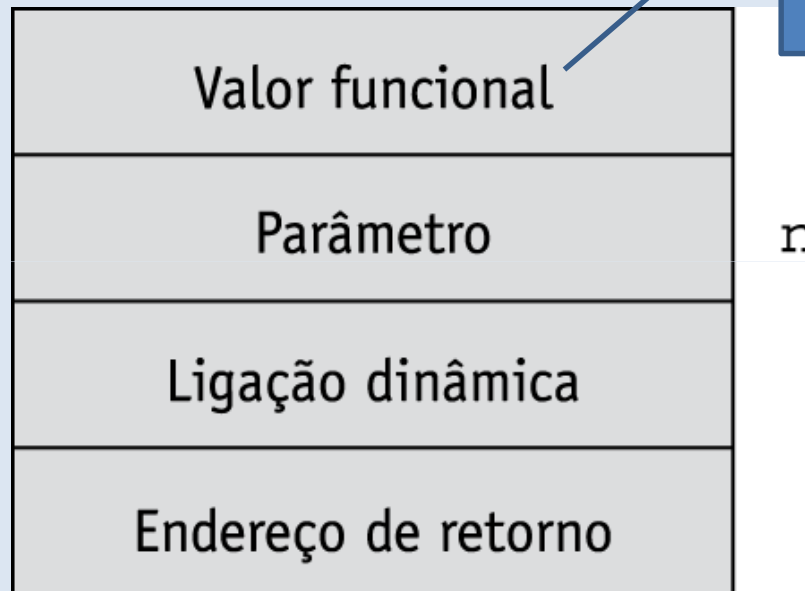 Valor funcional
Parâmetro n
Ligação dinâmica
Endereço de retorno